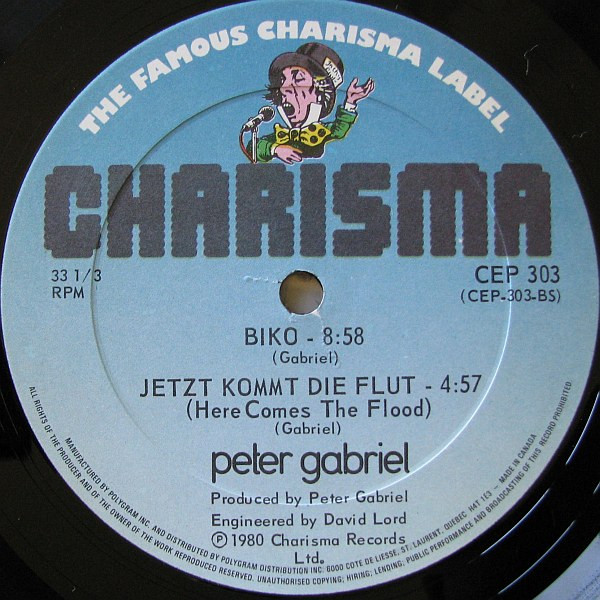 THE FAMOUS CHARISMA LABEL
CHARISMA
33 1/3
RPM
CEP 303
(CEP-303-BS)
BIKO - 8:58
(Gabriel)
JETZT KOMMT DIE FLUT - 4:57
(Here Comes The Flood)
(Gabriel)
peter gabriel
Produced by Peter Gabriel
Engineered by David Lord
Ⓟ1980 Charisma Records
Ltd.
MANUFACTURED BY POLYGRAM INC. AND DISTRIBUTED BY POLYGRAM DISTRIBUTION INC. 6000 COTE DE LIESSE, ST. LAURENT, QUEBEC H4T 1E3 – MADE IN CANADA
ALL RIGHTS OF THE PRODUCER AND OF THE OWNER OF THE WORK REPRODUCED RESERVED. UNAUTHORISED COPYING; HIRING; LENDING; PUBLIC PERFORMANCE AND BROADCASTING OF THIS RECORD PROHIBITED.